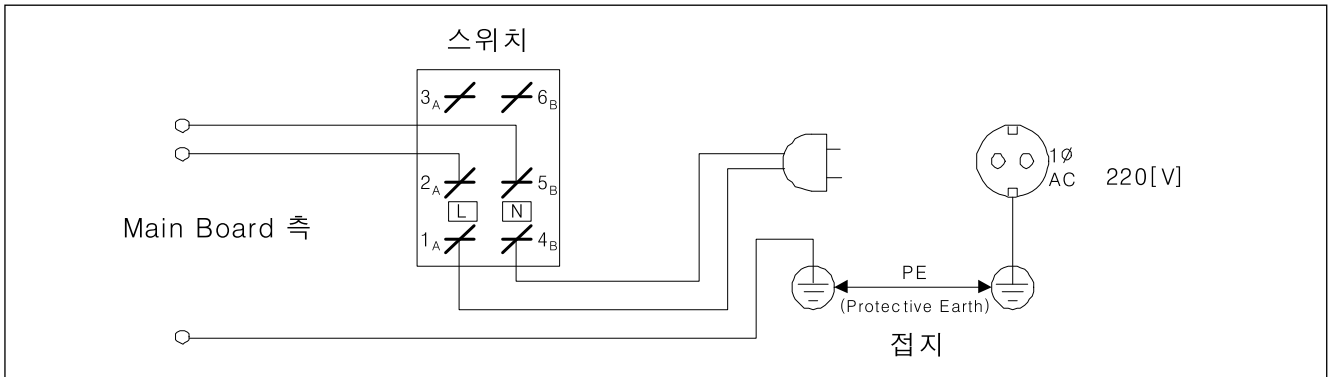 스위치
3A 6B
1Ø
AC 220[V]
2A 5B
L N
Main Board 측
1A 4B
PE
(Protective Earth)
접지